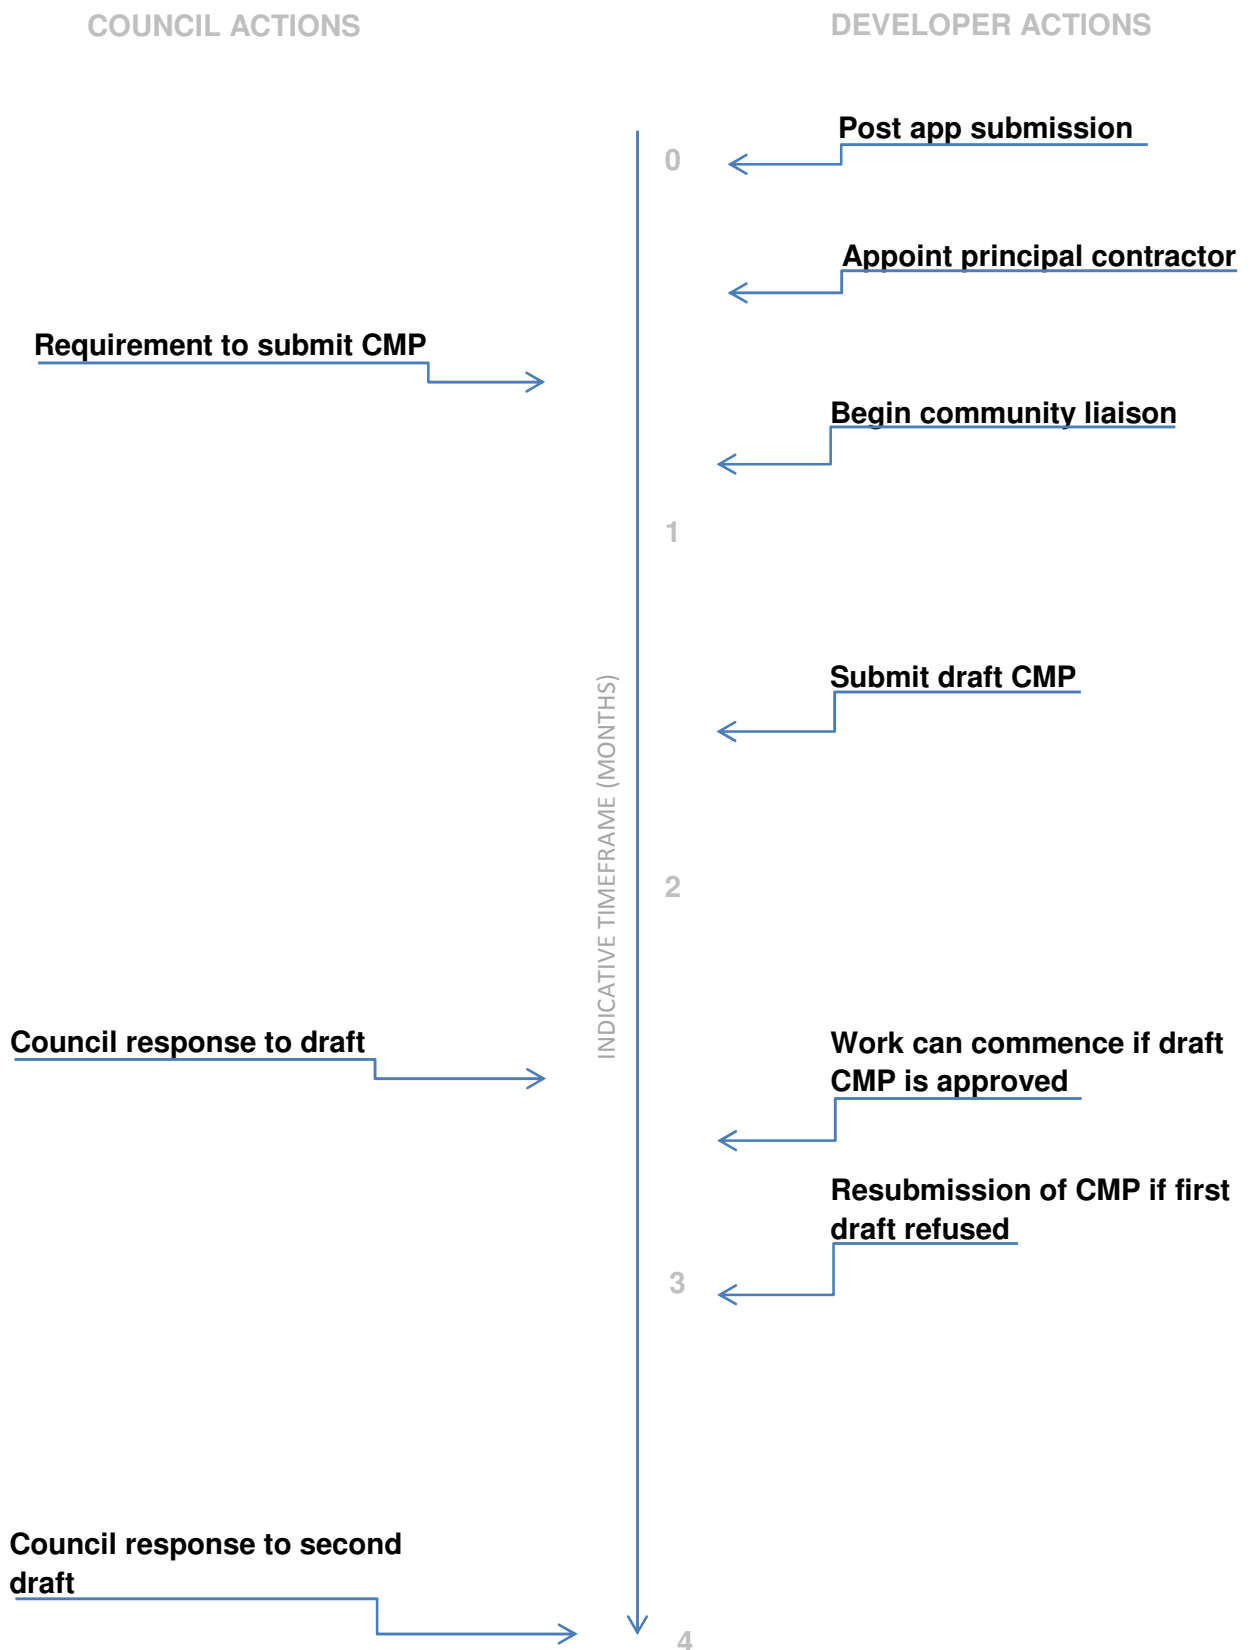 COUNCIL ACTIONS
DEVELOPER ACTIONS
Post app submission
0
Appoint principal contractor
Requirement to submit CMP
Begin community liaison
1
Submit draft CMP
INDICATIVE TIMEFRAME (MONTHS)
2
Council response to draft
Work can commence if draft
CMP is approved
Resubmission of CMP if first
draft refused
3
Council response to second
draft
4